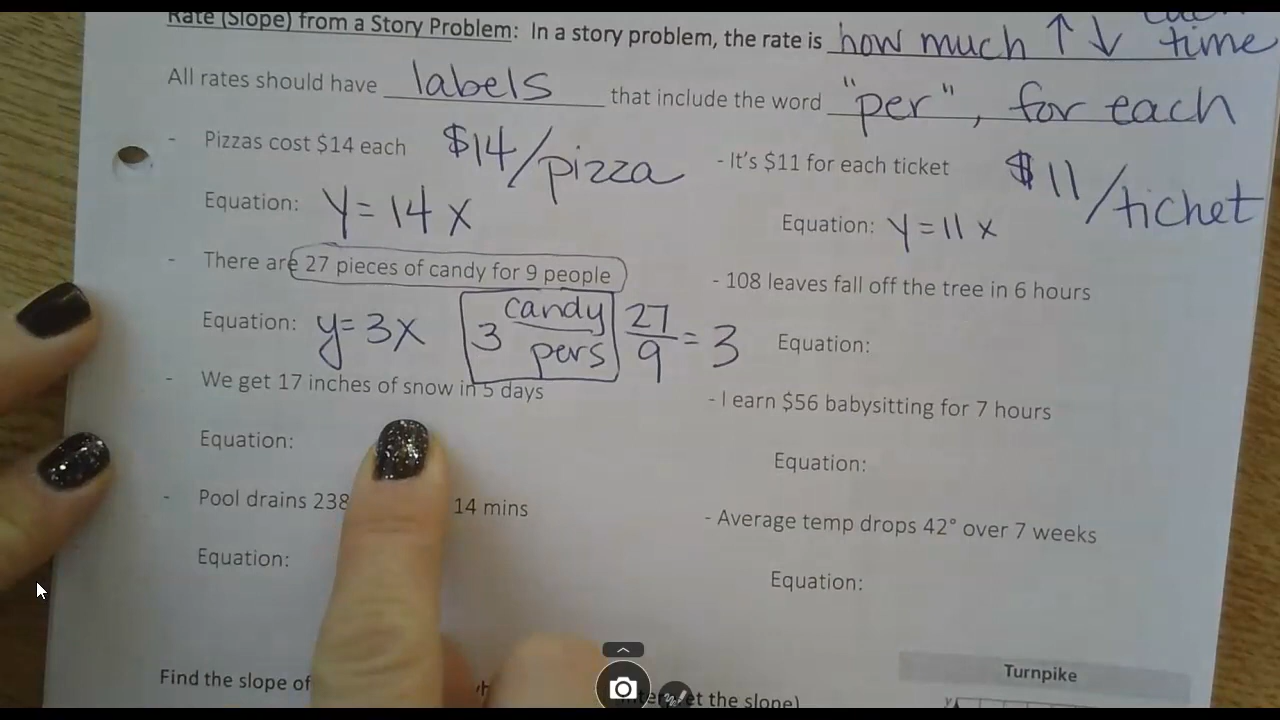 Rate (Slope) from a Story Problem: In a story problem, the rate is how much ↑ ↓ each time
All rates should have labels that include the word "per", for each
- Pizzas cost $14 each $14/pizza
Equation: y = 14x
- It's $11 for each ticket $11/ticket
Equation: y = 11x
- There are 27 pieces of candy for 9 people
Equation: y=3x 3 candy/pers 27/9 = 3
- 108 leaves fall off the tree in 6 hours
Equation:
- We get 17 inches of snow in 5 days
Equation:
- I earn $56 babysitting for 7 hours
Equation:
- Pool drains 238 14 mins
Equation:
- Average temp drops 42° over 7 weeks
Equation:
Find the slope of et the slope)
Turnpike
y